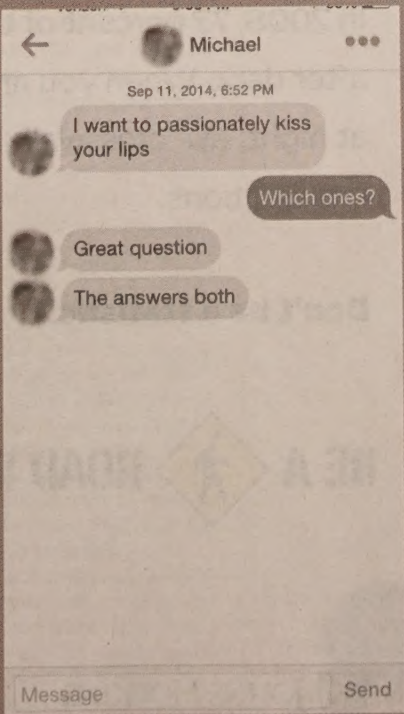 Michael
Sep 11, 2014, 6:52 PM
I want to passionately kiss
your lips
Which ones?
Great question
The answers both
Message
Send